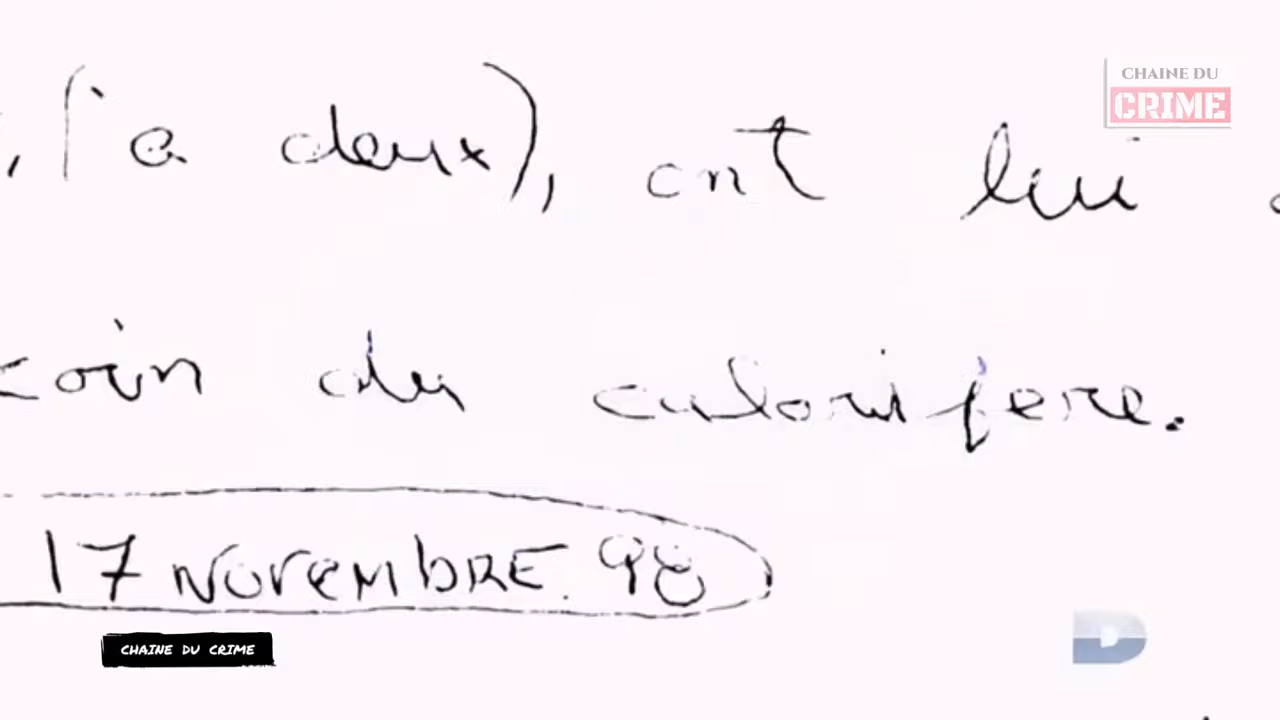 CHAINE DU
CRIME
, (à deux), ont lui
coin du calorifere.
17 NOVEMBRE. 98
CHAINE DU CRIME
D